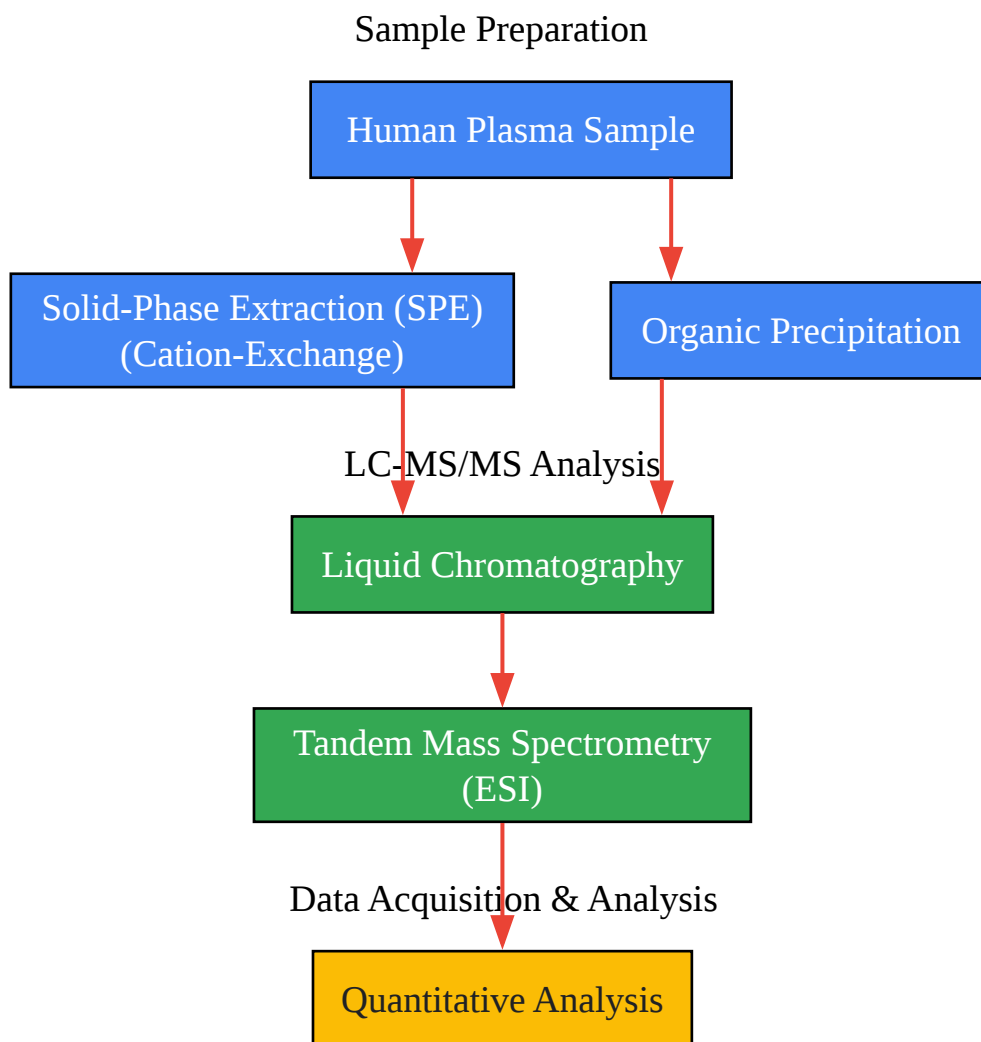 Sample Preparation
Human Plasma Sample
Solid-Phase Extraction (SPE)
(Cation-Exchange)
Organic Precipitation
LC-MS/MS Analysis
Liquid Chromatography
Tandem Mass Spectrometry
(ESI)
Data Acquisition & Analysis
Quantitative Analysis